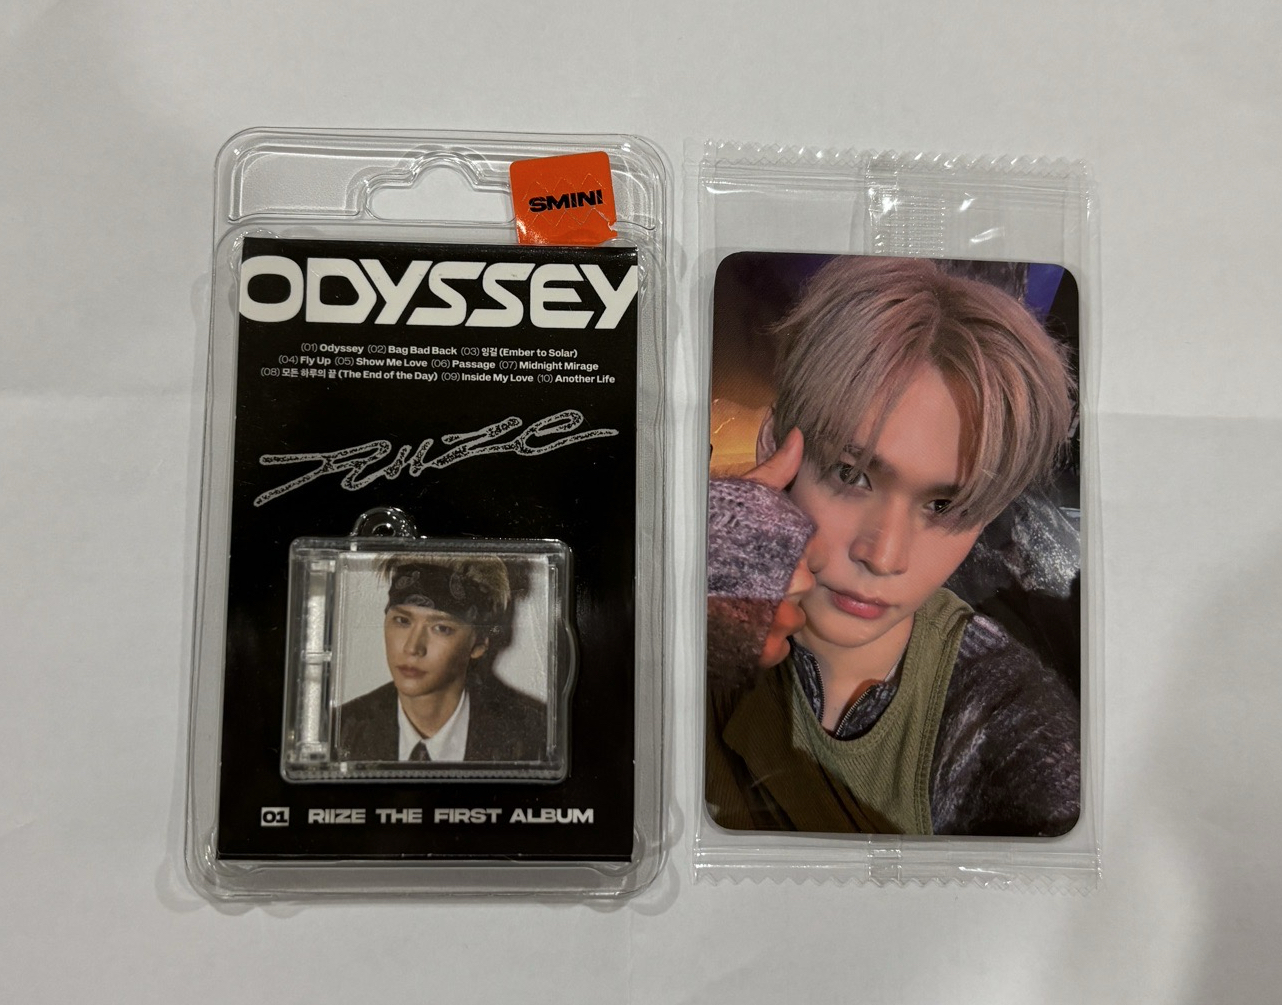 SMINI
ODYSSEY
(01) Odyssey (02) Bag Bad Back (03) 잉걸 (Ember to Solar)
(04) Fly Up (05) Show Me Love (06) Passage (07) Midnight Mirage
(08) 모든 하루의 끝 (The End of the Day) (09) Inside My Love (10) Another Life
RIIZE
01 RIIZE THE FIRST ALBUM